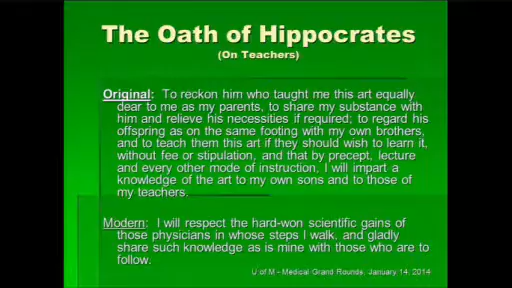 The Oath of Hippocrates
(On Teachers)
Original: To reckon him who taught me this art equally
dear to me as my parents, to share my substance with
him and relieve his necessities if required; to regard his
offspring as on the same footing with my own brothers,
and to teach them this art if they should wish to learn it,
without fee or stipulation, and that by precept, lecture
and every other mode of instruction, I will impart a
knowledge of the art to my own sons and to those of
my teachers.
Modern: I will respect the hard-won scientific gains of
those physicians in whose steps I walk, and gladly
share such knowledge as is mine with those who are to
follow.
U of M - Medical Grand Rounds, January 14, 2014